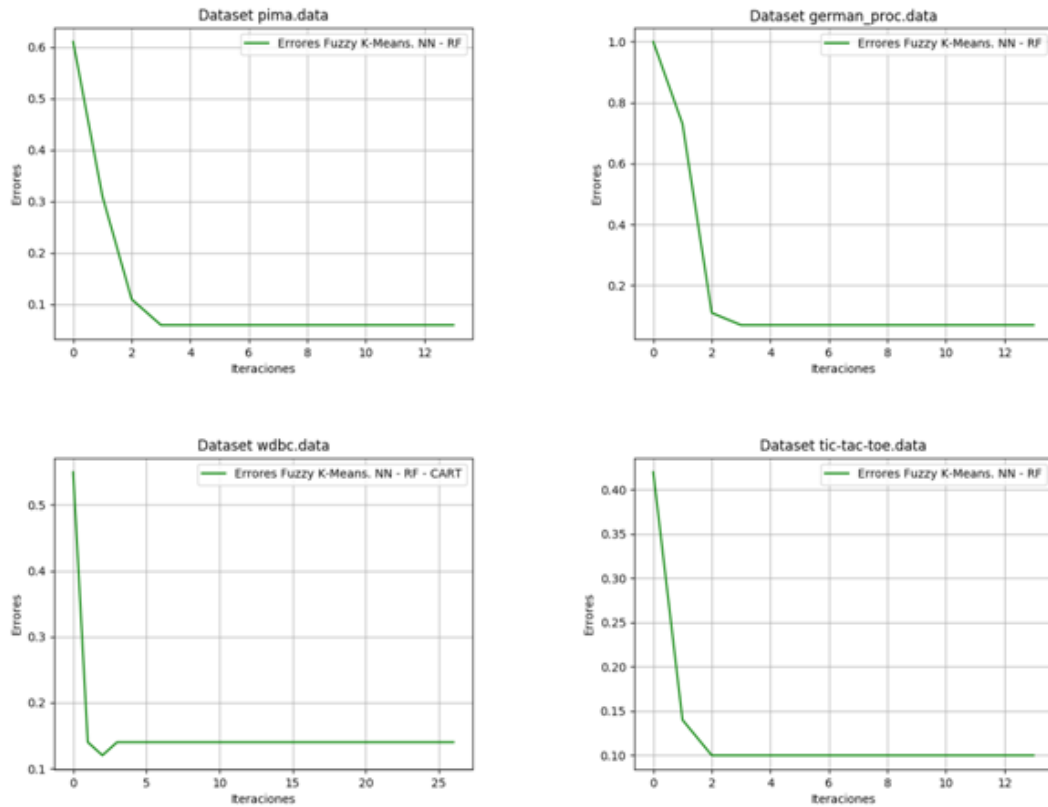 Dataset pima.data
Errores Fuzzy K-Means. NN - RF
0.6
0.5
0.4
0.3
0.2
0.1
Errores
0 2 4 6 8 10 12
Iteraciones
Dataset german_proc.data
Errores Fuzzy K-Means. NN - RF
1.0
0.8
0.6
0.4
0.2
Errores
0 2 4 6 8 10 12
Iteraciones
Dataset wdbc.data
Errores Fuzzy K-Means. NN - RF - CART
0.5
0.4
0.3
0.2
0.1
Errores
0 5 10 15 20 25
Iteraciones
Dataset tic-tac-toe.data
Errores Fuzzy K-Means. NN - RF
0.40
0.35
0.30
0.25
0.20
0.15
0.10
Errores
0 2 4 6 8 10 12
Iteraciones